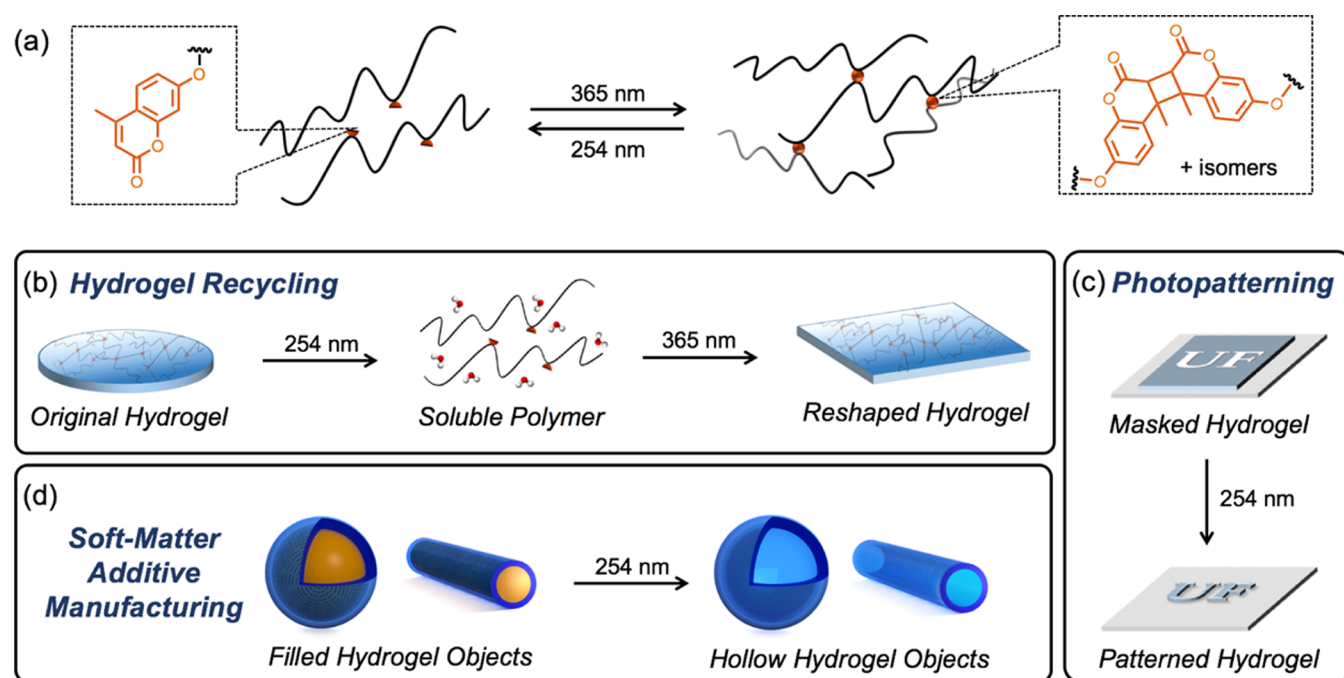 (a)
O
O
O
365 nm
254 nm
O
O
O
O
O
O
+ isomers
(b) Hydrogel Recycling
254 nm
365 nm
Original Hydrogel
Soluble Polymer
Reshaped Hydrogel
(c) Photopatterning
UF
Masked Hydrogel
254 nm
UF
Patterned Hydrogel
(d)
Soft-Matter
Additive
Manufacturing
254 nm
Filled Hydrogel Objects
Hollow Hydrogel Objects